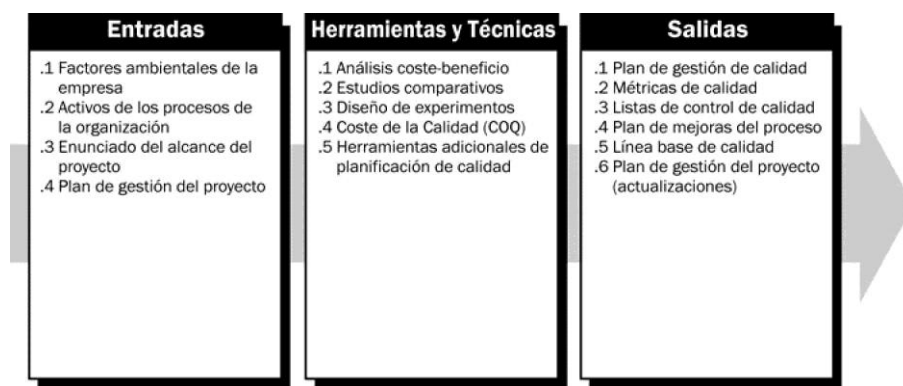 Entradas
.1 Factores ambientales de la
empresa
.2 Activos de los procesos de
la organización
.3 Enunciado del alcance del
proyecto
.4 Plan de gestión del proyecto
Herramientas y Técnicas
.1 Análisis coste-beneficio
.2 Estudios comparativos
.3 Diseño de experimentos
.4 Coste de la Calidad (COQ)
.5 Herramientas adicionales de
planificación de calidad
Salidas
.1 Plan de gestión de calidad
.2 Métricas de calidad
.3 Listas de control de calidad
.4 Plan de mejoras del proceso
.5 Línea base de calidad
.6 Plan de gestión del proyecto
(actualizaciones)